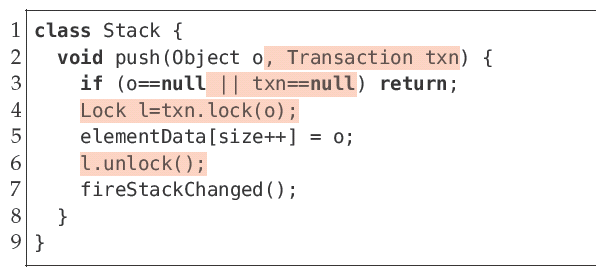 1 class Stack {
2 void push(Object o, Transaction txn) {
3 if (o==null || txn==null) return;
4 Lock l=txn.lock(o);
5 elementData[size++] = o;
6 l.unlock();
7 fireStackChanged();
8 }
9 }